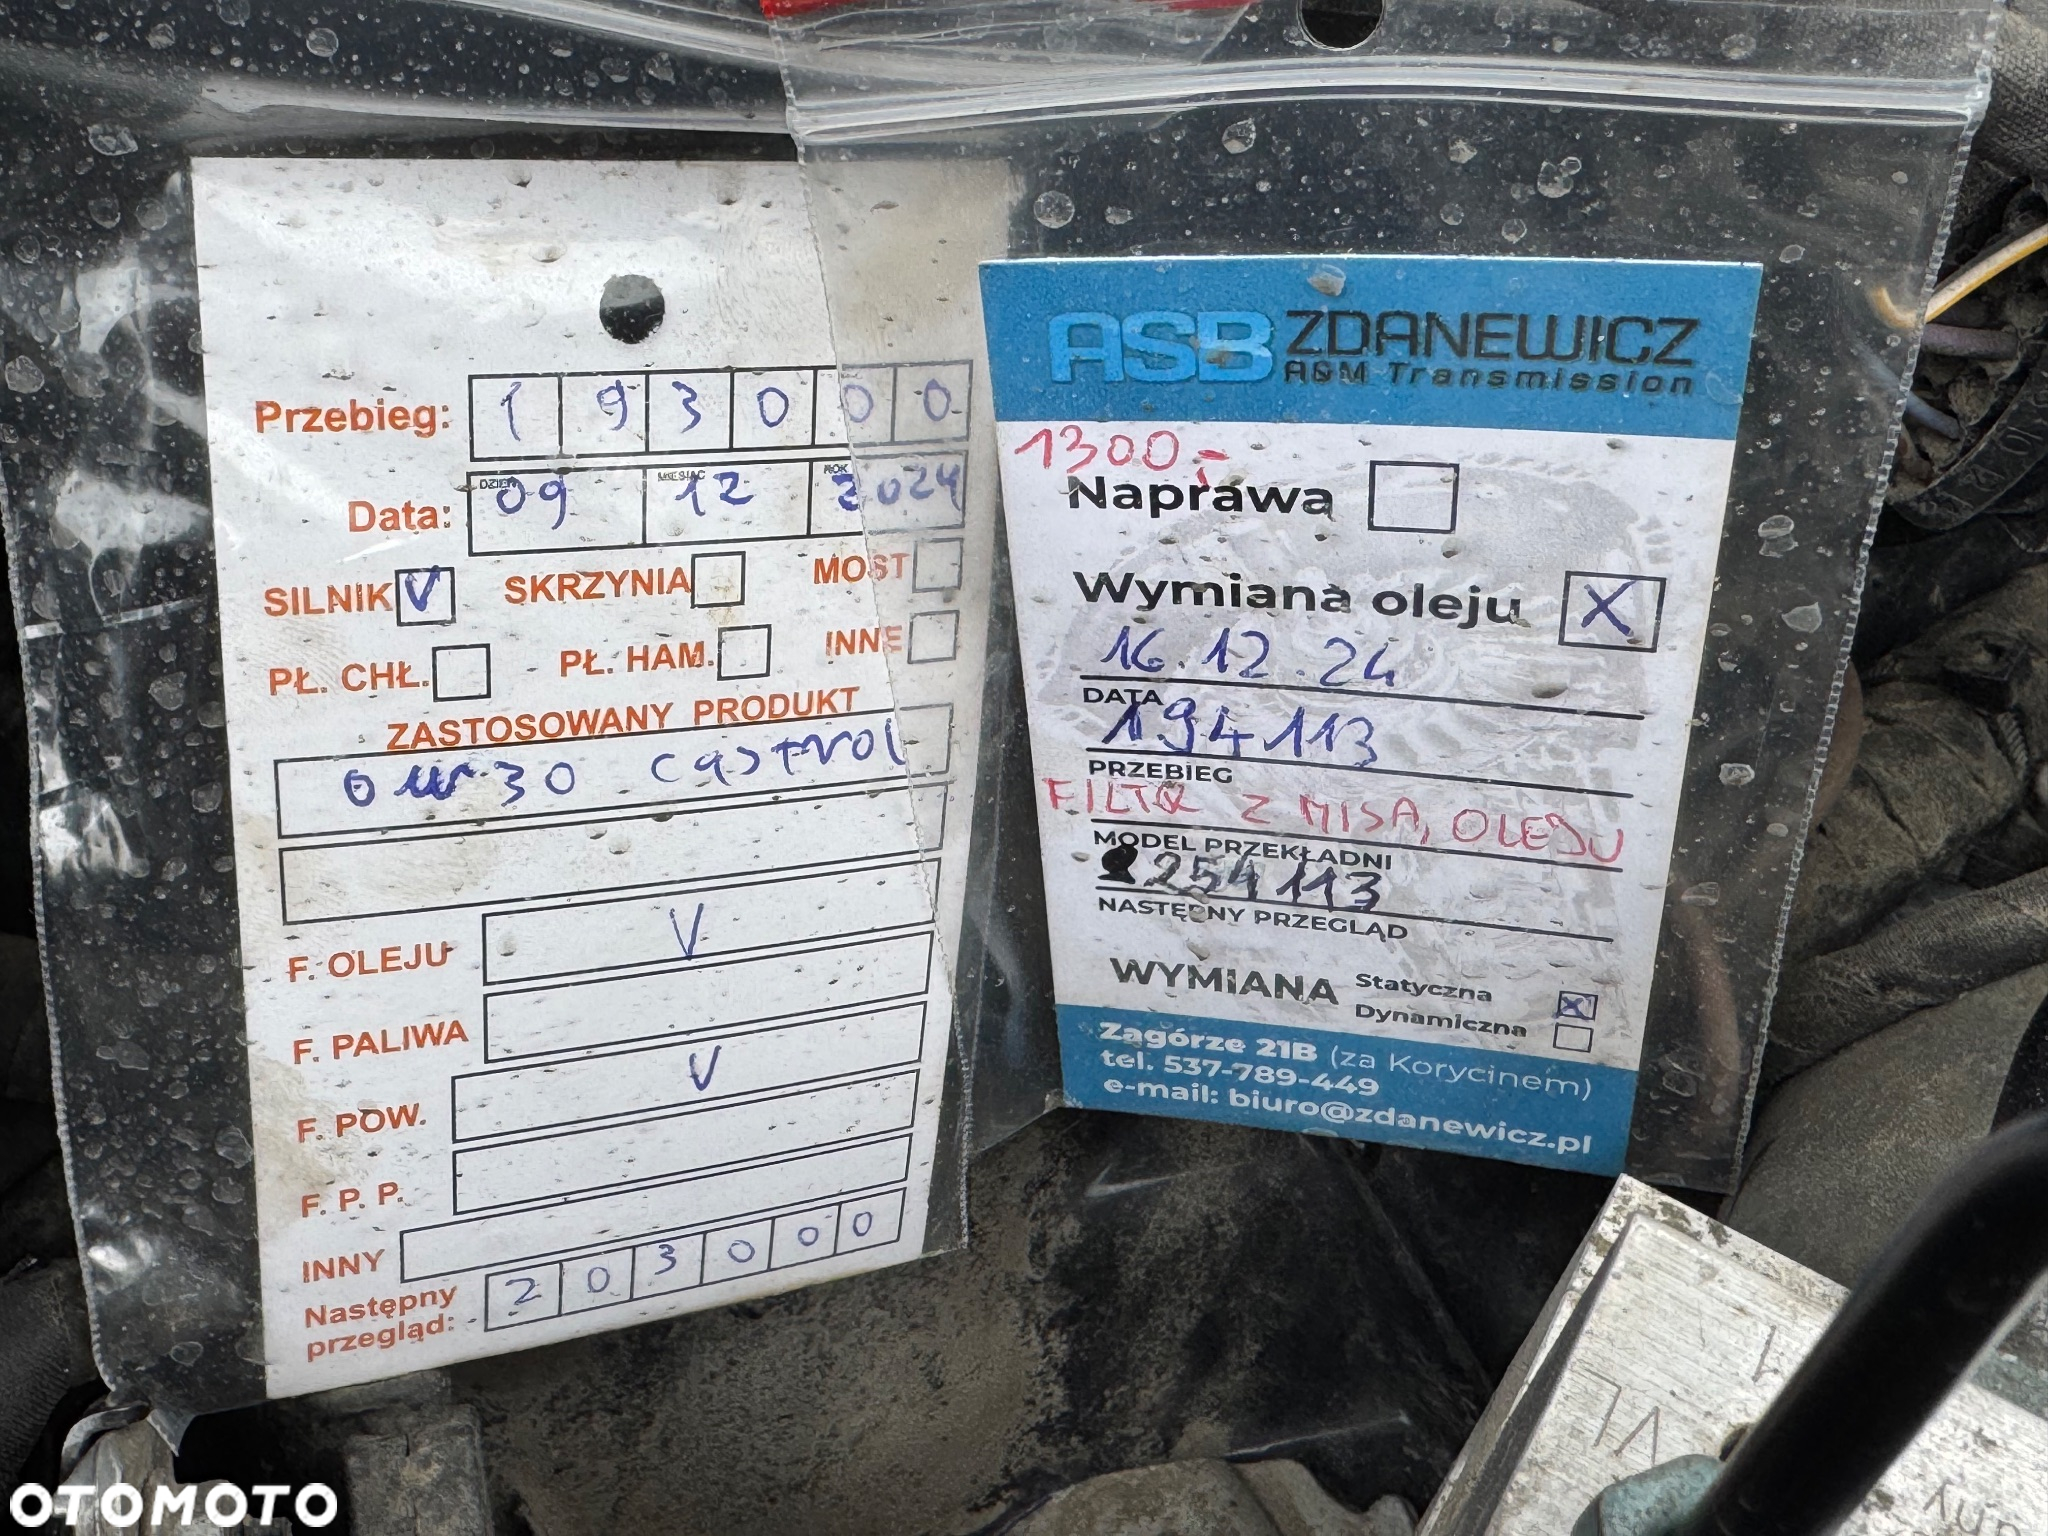 Przebieg: 193000
DZIEŃ MIESIĄC ROK
Data: 09 12 2024
SILNIK V SKRZYNIA MOST
PŁ. CHŁ. PŁ. HAM. INNE
ZASTOSOWANY PRODUKT
0w30 castrol
F. OLEJU V
F. PALIWA
F. POW. V
F. P. P.
INNY
Następny
przegląd: 203000
ASB ZDANEWICZ
A&M Transmission
1300,-
Naprawa
Wymiana oleju X
16.12.24
DATA
194113
PRZEBIEG
FILTR Z MISĄ, OLEJU
MODEL PRZEKŁADNI
254113
NASTĘPNY PRZEGLĄD
WYMIANA Statyczna X
Dynamiczna
Zagórze 21B (za Korycinem)
tel. 537-789-449
e-mail: biuro@zdanewicz.pl
VL
OTOMOTO